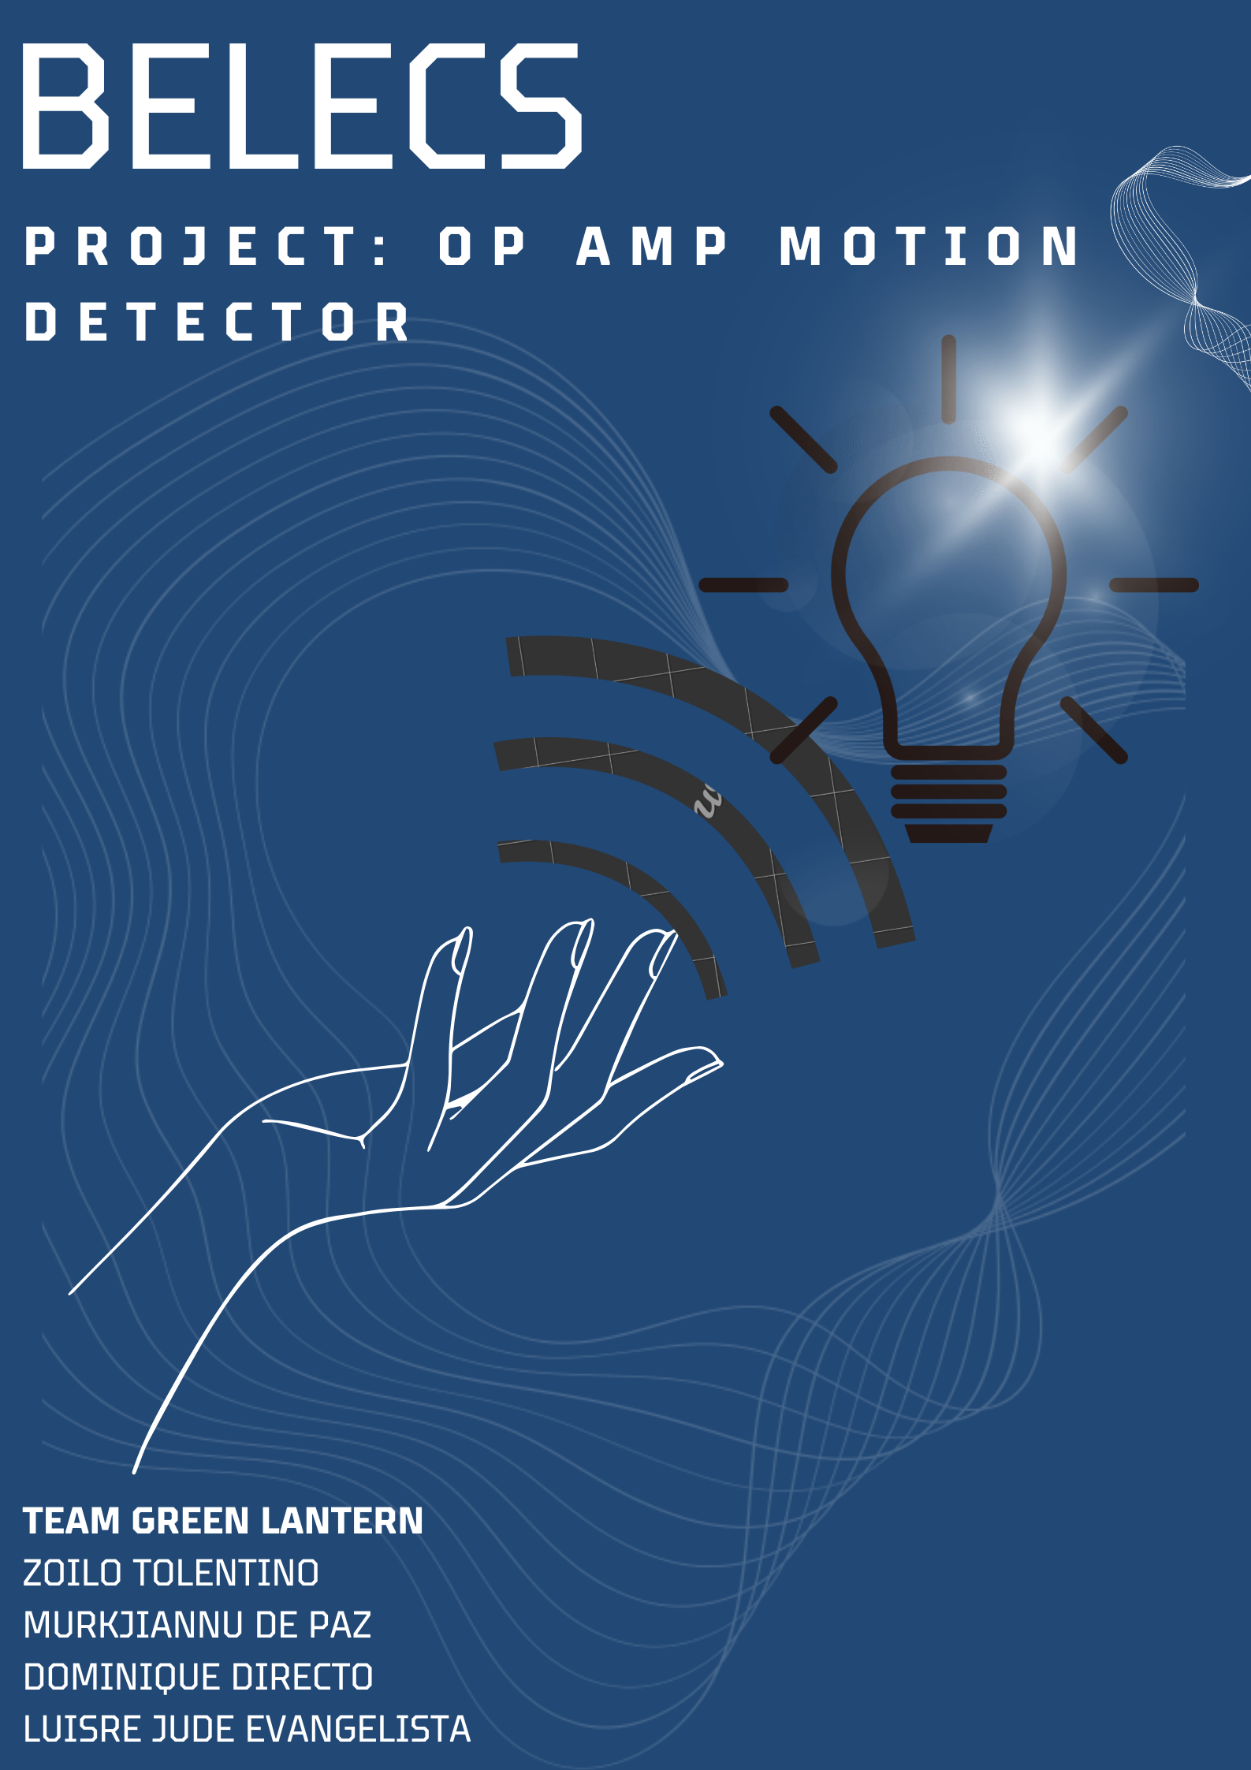 BELECS
PROJECT: OP AMP MOTION
DETECTOR
TEAM GREEN LANTERN
ZOILO TOLENTINO
MURKJIANNU DE PAZ
DOMINIQUE DIRECTO
LUISRE JUDE EVANGELISTA